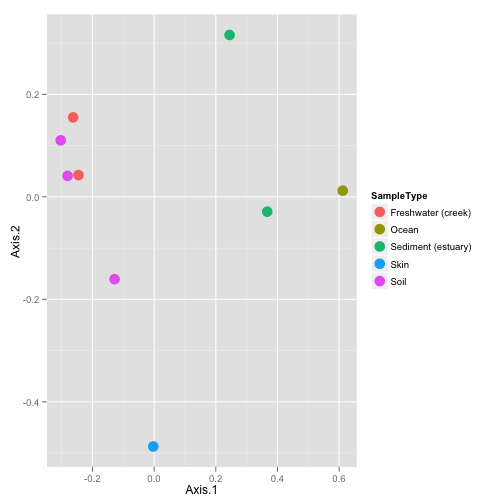 0.2
0.0
-0.2
-0.4
Axis.2
-0.2
0.0
0.2
0.4
0.6
Axis.1
SampleType
Freshwater (creek)
Ocean
Sediment (estuary)
Skin
Soil